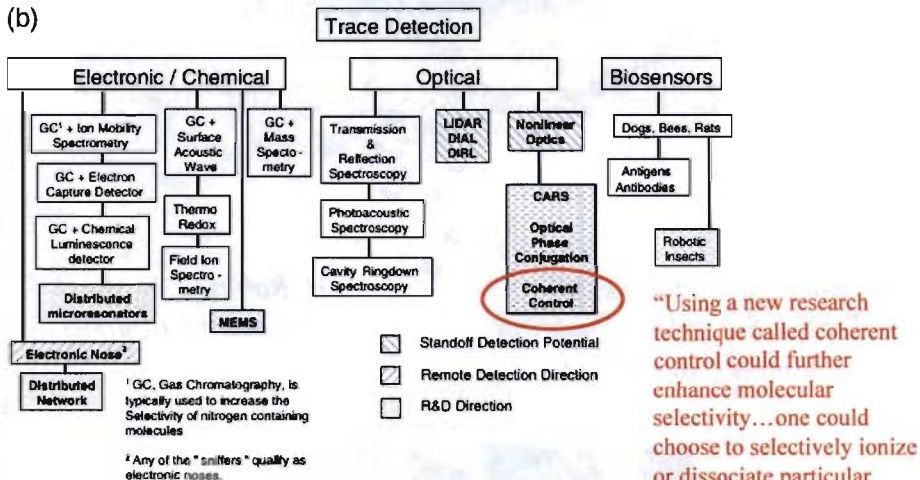 (b)
Trace Detection
Electronic / Chemical
Optical
Biosensors
GC¹ + Ion Mobility
Spectrometry
GC + Electron
Capture Detector
GC + Chemical
Luminescence
detector
Distributed
microresonators
Electronic Nose²
Distributed
Network
GC +
Surface
Acoustic
Wave
Thermo
Redox
Field Ion
Spectro -
metry
MEMS
GC +
Mass
Specto -
metry
Transmission
&
Reflection
Spectroscopy
Photoacoustic
Spectroscopy
Cavity Ringdown
Spectroscopy
LIDAR
DIAL
DIRL
Nonlinear
Optics
CARS
Optical
Phase
Conjugation
Coherent
Control
Dogs, Bees, Rats
Antigens
Antibodies
Robotic
Insects
Standoff Detection Potential
Remote Detection Direction
R&D Direction
¹ GC, Gas Chromatography, is
typically used to increase the
Selectivity of nitrogen containing
molecules
² Any of the " sniffers " qualify as
electronic noses.
“Using a new research
technique called coherent
control could further
enhance molecular
selectivity…one could
choose to selectively ionize
or dissociate particular